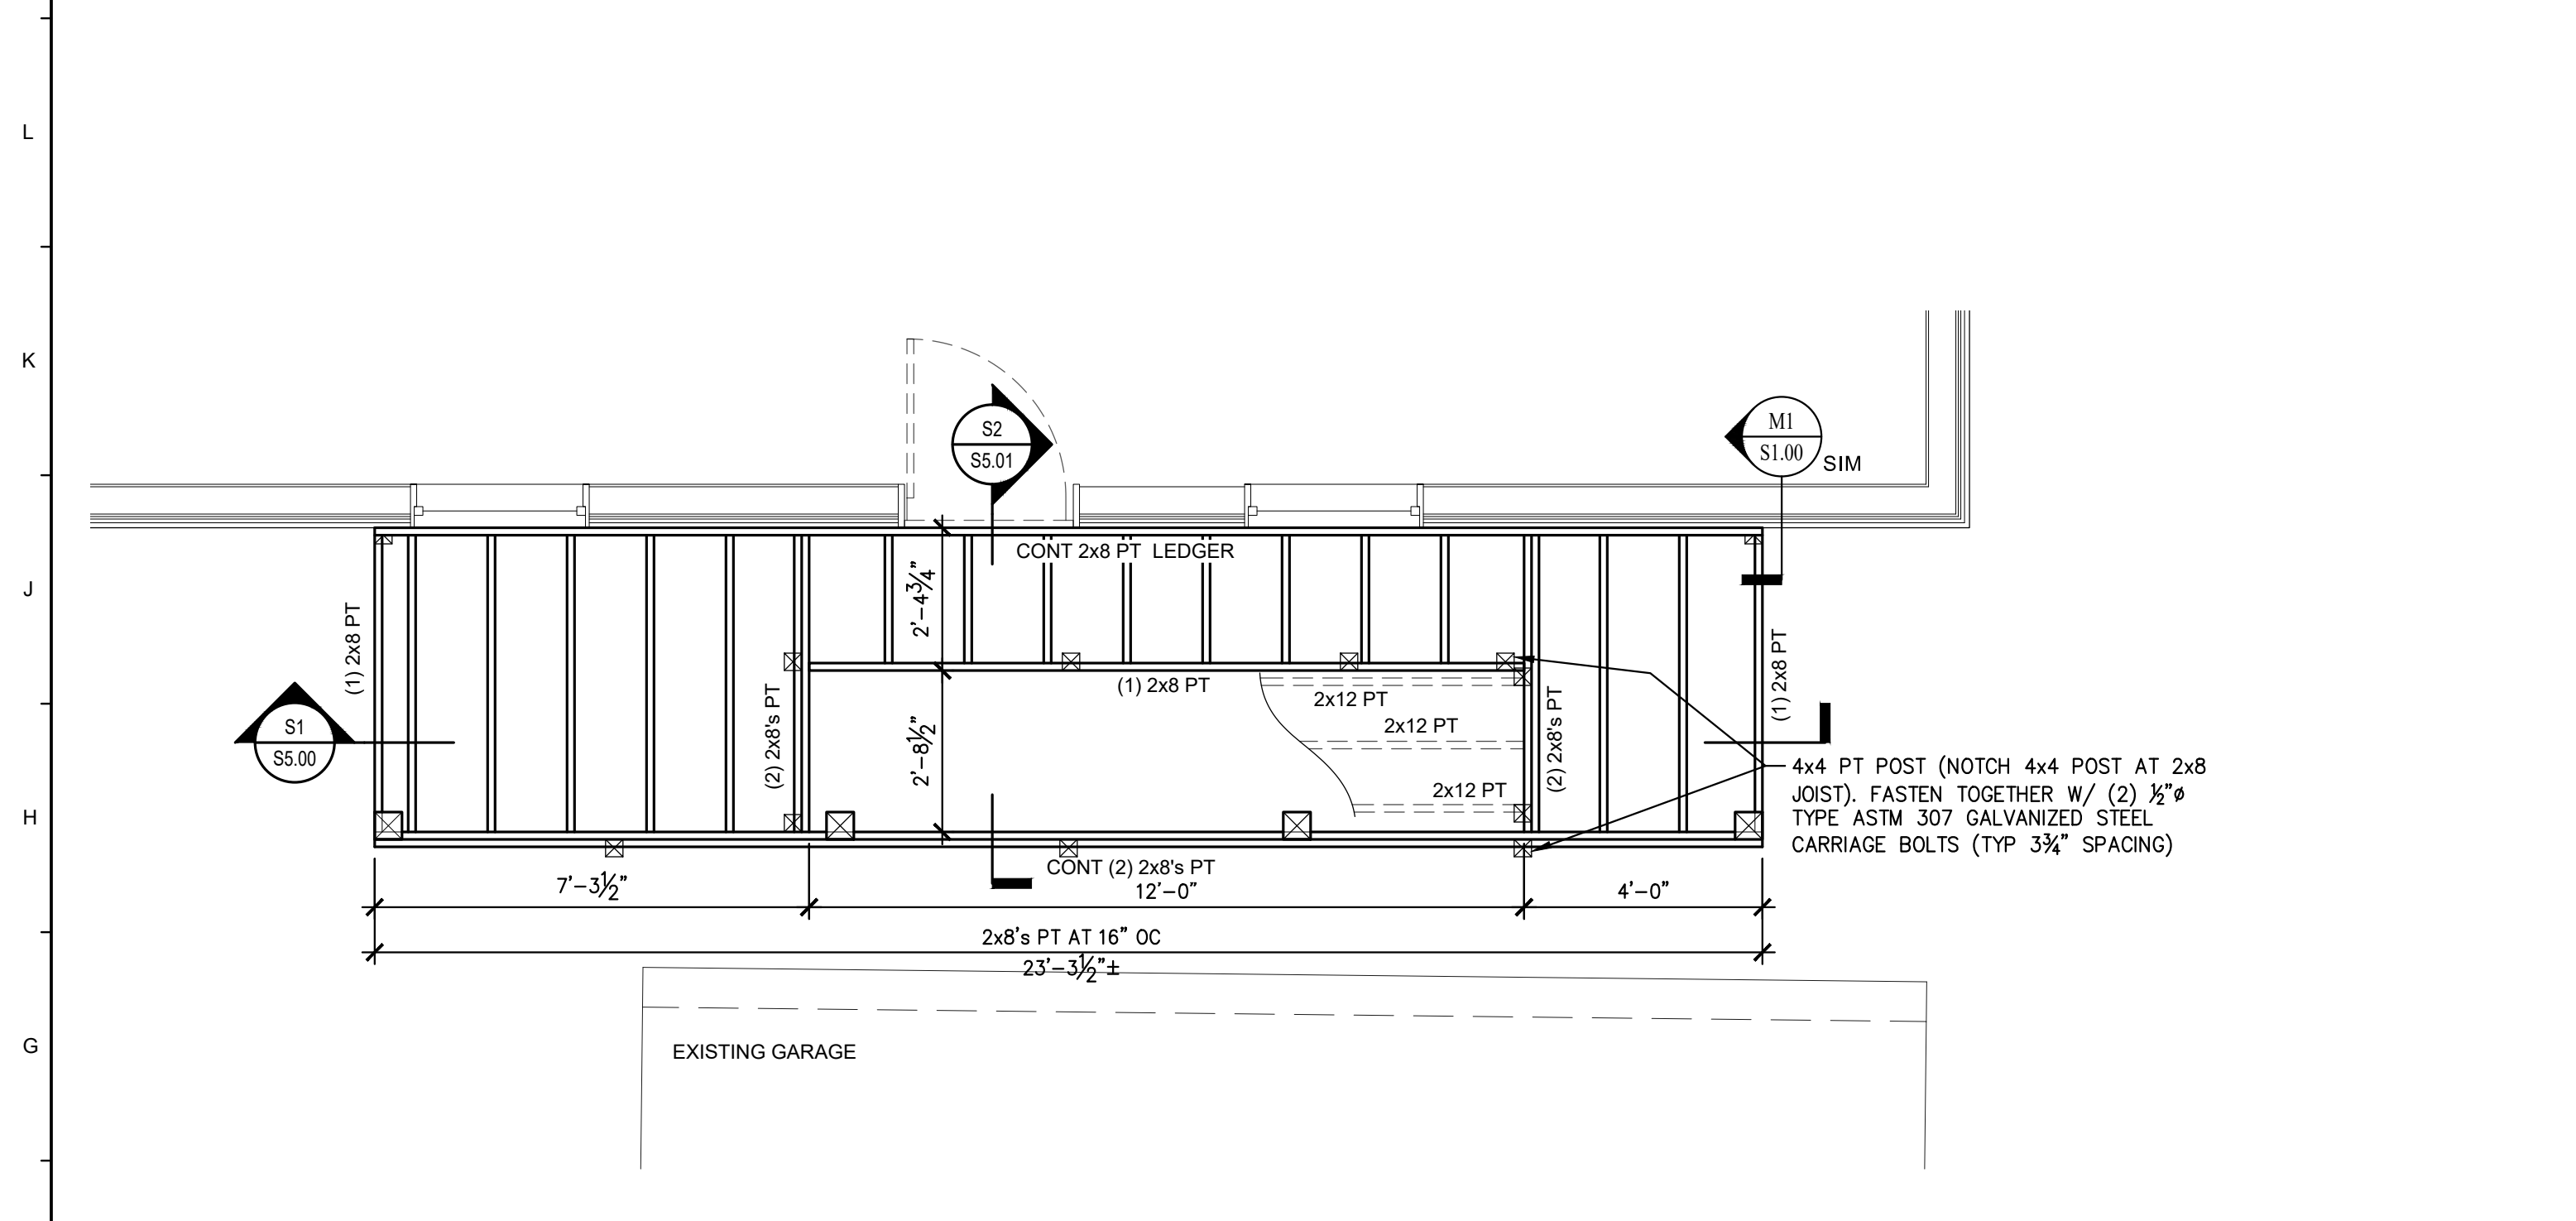 L
K
S2
S5.01
M1
S1.00
SIM
CONT 2x8 PT LEDGER
J
2'-4¾"
(1) 2x8 PT
(1) 2x8 PT
(1) 2x8 PT
2x12 PT
2x12 PT
2x12 PT
(2) 2x8's PT
(2) 2x8's PT
2'-8½"
S1
S5.00
H
4x4 PT POST (NOTCH 4x4 POST AT 2x8
JOIST). FASTEN TOGETHER W/ (2) ½"ø
TYPE ASTM 307 GALVANIZED STEEL
CARRIAGE BOLTS (TYP 3¾" SPACING)
CONT (2) 2x8's PT
7'-3½"
12'-0"
4'-0"
2x8's PT AT 16" OC
23'-3½"±
G
EXISTING GARAGE